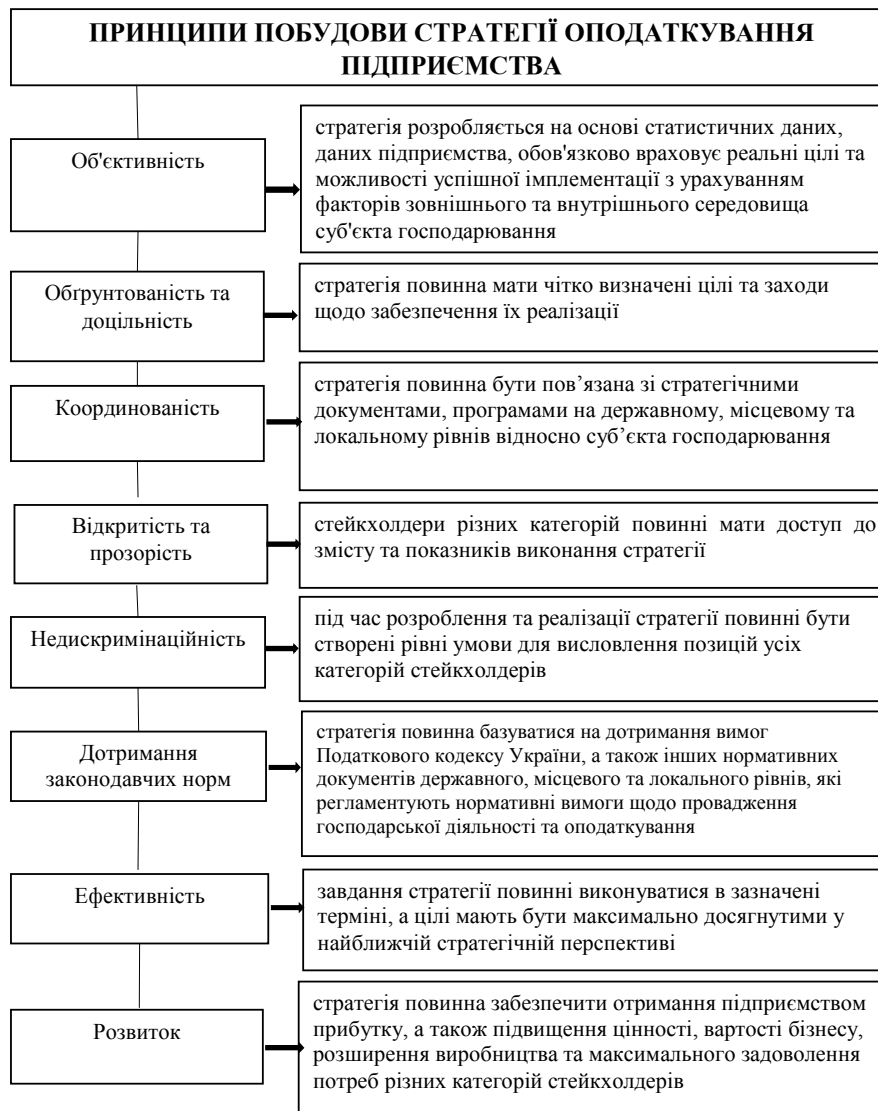 ПРИНЦИПИ ПОБУДОВИ СТРАТЕГІЇ ОПОДАТКУВАННЯ
ПІДПРИЄМСТВА
Об'єктивність
стратегія розробляється на основі статистичних даних,
даних підприємства, обов'язково враховує реальні цілі та
можливості успішної імплементації з урахуванням
факторів зовнішнього та внутрішнього середовища
суб'єкта господарювання
Обґрунтованість та
доцільність
стратегія повинна мати чітко визначені цілі та заходи
щодо забезпечення їх реалізації
Координованість
стратегія повинна бути пов’язана зі стратегічними
документами, програмами на державному, місцевому та
локальному рівнів відносно суб’єкта господарювання
Відкритість та
прозорість
стейкхолдери різних категорій повинні мати доступ до
змісту та показників виконання стратегії
Недискримінаційність
під час розроблення та реалізації стратегії повинні бути
створені рівні умови для висловлення позицій усіх
категорій стейкхолдерів
Дотримання
законодавчих норм
стратегія повинна базуватися на дотримання вимог
Податкового кодексу України, а також інших нормативних
документів державного, місцевого та локального рівнів, які
регламентують нормативні вимоги щодо провадження
господарської діяльності та оподаткування
Ефективність
завдання стратегії повинні виконуватися в зазначені
терміні, а цілі мають бути максимально досягнутими у
найближчій стратегічній перспективі
Розвиток
стратегія повинна забезпечити отримання підприємством
прибутку, а також підвищення цінності, вартості бізнесу,
розширення виробництва та максимального задоволення
потреб різних категорій стейкхолдерів